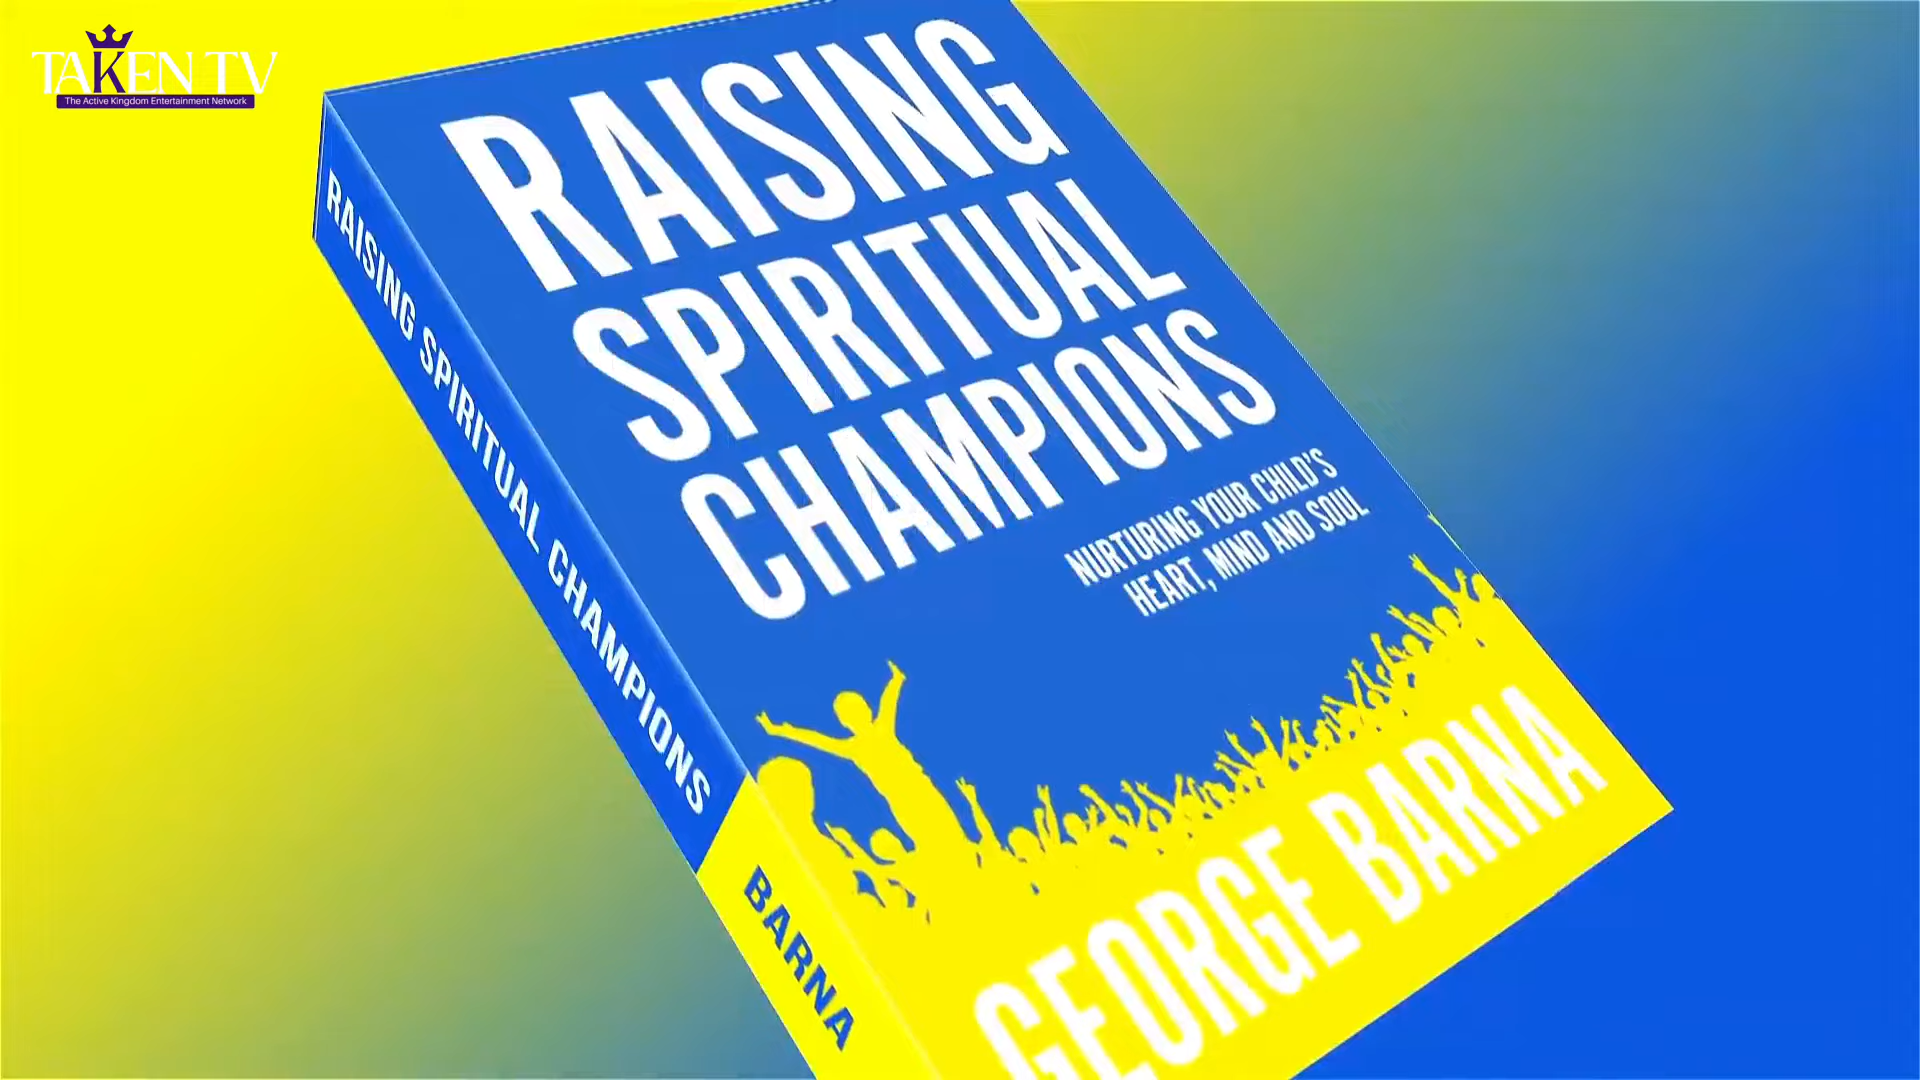 TAKEN TV
The Active Kingdom Entertainment Network
RAISING
SPIRITUAL
CHAMPIONS
NURTURING YOUR CHILD'S
HEART, MIND AND SOUL
GEORGE BARNA
RAISING SPIRITUAL CHAMPIONS
BARNA